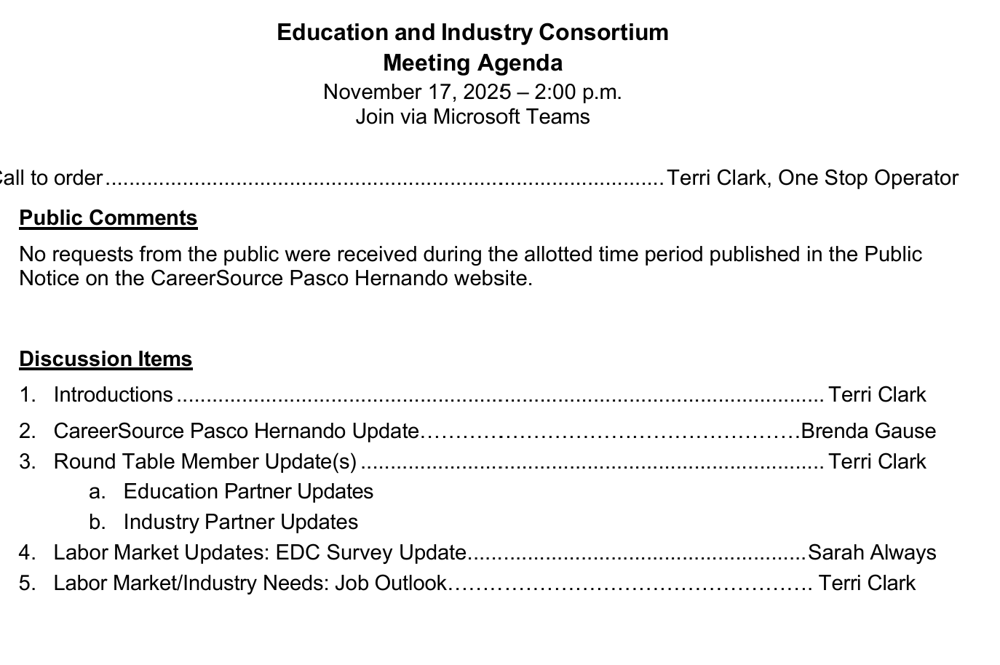 Education and Industry Consortium
Meeting Agenda
November 17, 2025 – 2:00 p.m.
Join via Microsoft Teams
Call to order................................................................................................Terri Clark, One Stop Operator
Public Comments
No requests from the public were received during the allotted time period published in the Public
Notice on the CareerSource Pasco Hernando website.
Discussion Items
1. Introductions ............................................................................................................... Terri Clark
2. CareerSource Pasco Hernando Update……………………………………………….Brenda Gause
3. Round Table Member Update(s) ............................................................................... Terri Clark
a. Education Partner Updates
b. Industry Partner Updates
4. Labor Market Updates: EDC Survey Update..........................................................Sarah Always
5. Labor Market/Industry Needs: Job Outlook……………………………………………. Terri Clark